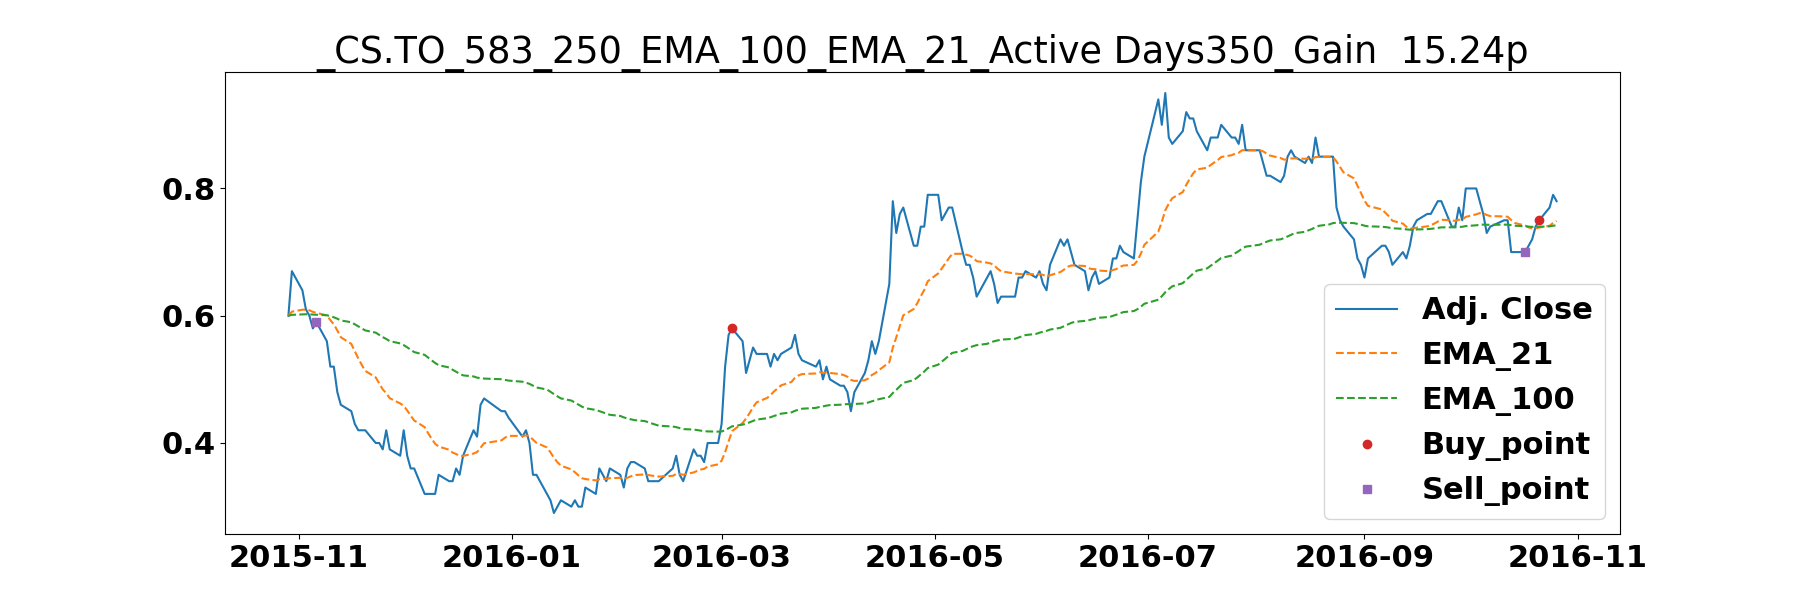 _CS.TO_583_250_EMA_100_EMA_21_Active Days350_Gain  15.24p
0.8
0.6
0.4
Adj. Close
EMA_21
EMA_100
Buy_point
Sell_point
2015-11 2016-01 2016-03 2016-05 2016-07 2016-09 2016-11